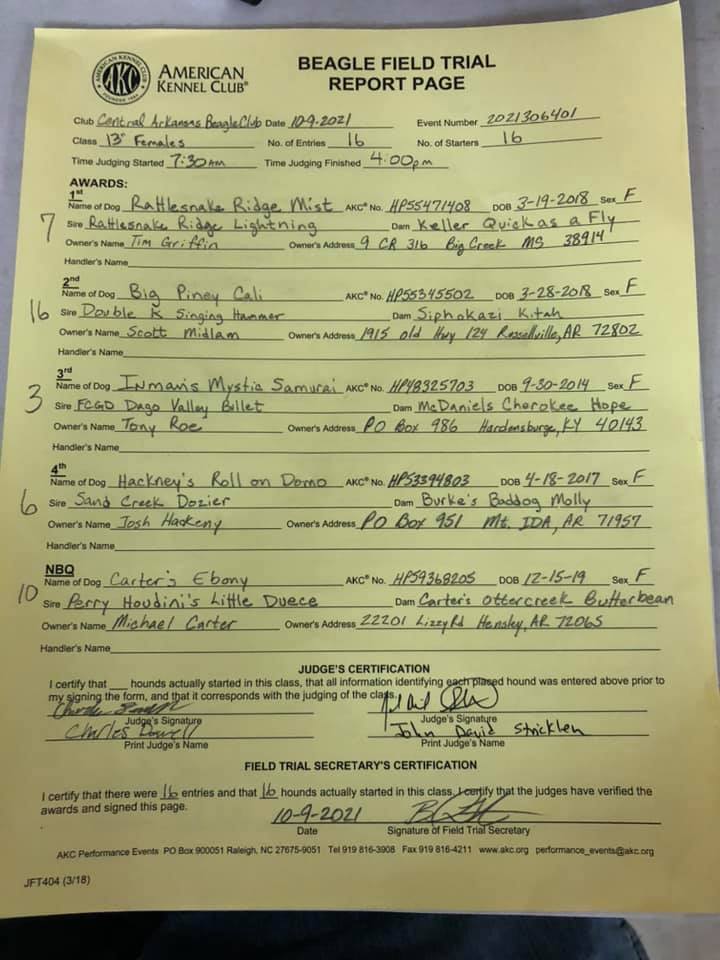 AMERICAN KENNEL CLUB
FOUNDED 1884
AKC
AMERICAN
KENNEL CLUB®
BEAGLE FIELD TRIAL
REPORT PAGE
Club Central Arkansas Beagle Club Date 10-9-2021 Event Number 2021306401
Class 13" Females No. of Entries 16 No. of Starters 16
Time Judging Started 7:30 AM Time Judging Finished 4:00 pm
AWARDS:
1st
Name of Dog Rattlesnake Ridge Mist AKC® No. HP55471408 DOB 3-19-2018 Sex F
7 Sire Rattlesnake Ridge Lightning Dam Keller Quick as a Fly
Owner's Name Tim Griffin Owner's Address 9 CR 316 Big Creek MS 38914
Handler's Name
2nd
Name of Dog Big Piney Cali AKC® No. HP55345502 DOB 3-28-2018 Sex F
16 Sire Double K Singing Hammer Dam Siphokazi Kitah
Owner's Name Scott Midlam Owner's Address 1915 old Hwy 124 Russellville, AR 72802
Handler's Name
3rd
Name of Dog Inman's Mystic Samurai AKC® No. HP48325703 DOB 9-30-2014 Sex F
3 Sire FCGD Dago Valley Bullet Dam McDaniels Cherokee Hope
Owner's Name Tony Roe Owner's Address PO Box 986 Hardensburge, KY 40143
Handler's Name
4th
Name of Dog Hackney's Roll on Domo AKC® No. HP53394803 DOB 4-18-2017 Sex F
6 Sire Sand Creek Dozier Dam Burke's Baddog Molly
Owner's Name Josh Hackeny Owner's Address PO Box 951 Mt. IDA, AR 71957
Handler's Name
NBQ
Name of Dog Carter's Ebony AKC® No. HP59368205 DOB 12-15-19 Sex F
10 Sire Perry Houdini's Little Duece Dam Carter's Ottercreek Butterbean
Owner's Name Michael Carter Owner's Address 22201 Lizzy Rd Hensley, AR 72065
Handler's Name
JUDGE'S CERTIFICATION
I certify that ___ hounds actually started in this class, that all information identifying each placed hound was entered above prior to
my signing the form, and that it corresponds with the judging of the class.
Judge's Signature Judge's Signature
Charles Dowell John David Stricklen
Print Judge's Name Print Judge's Name
FIELD TRIAL SECRETARY'S CERTIFICATION
I certify that there were 16 entries and that 16 hounds actually started in this class. I certify that the judges have verified the
awards and signed this page.
10-9-2021
Date Signature of Field Trial Secretary
AKC Performance Events PO Box 900051 Raleigh, NC 27675-9051 Tel 919 816-3908 Fax 919 816-4211 www.akc.org performance_events@akc.org
JFT404 (3/18)